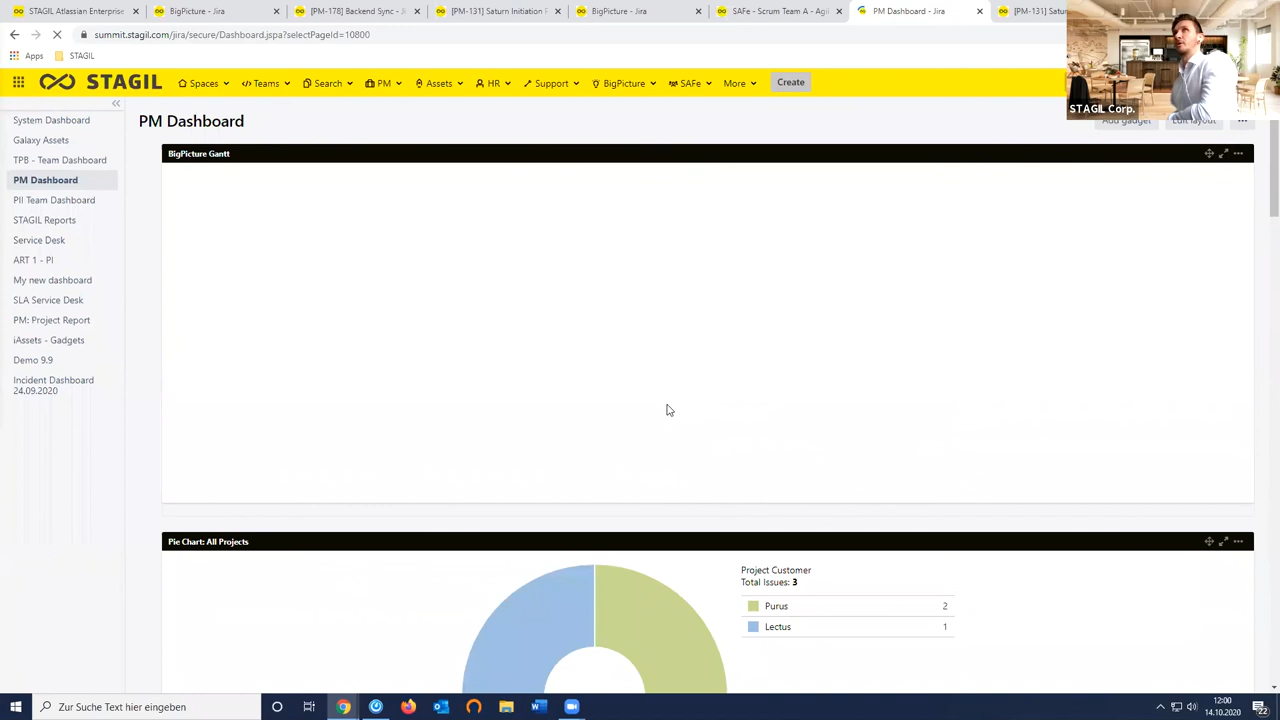 STAGIL Atlassian Enterprise
BigPicture - Jira
[PM-178] Backend Sync - Ji
[PM-131] Saturn Initiation
BigPicture - Jira
SAFe - Scrum Team A - Agil
PM Dashboard - Jira
[PM-131] Satu
summit.stagil.com/jira/secure/Dashboard.jspa?selectPageId=10800
Apps
STAGIL
STAGIL
Spaces
Teams
Search
PM
Assets
HR
Support
BigPicture
SAFe
More
Create
STAGIL Corp.
System Dashboard
Galaxy Assets
TPB - Team Dashboard
PM Dashboard
PII Team Dashboard
STAGIL Reports
Service Desk
ART 1 - PI
My new dashboard
SLA Service Desk
PM: Project Report
iAssets - Gadgets
Demo 9.9
Incident Dashboard
24.09.2020
PM Dashboard
Add gadget
Edit layout
BigPicture Gantt
Pie Chart: All Projects
Project Customer
Total Issues: 3
Purus 2
Lectus 1
Zur Suche Text hier eingeben
12:00
14.10.2020
22